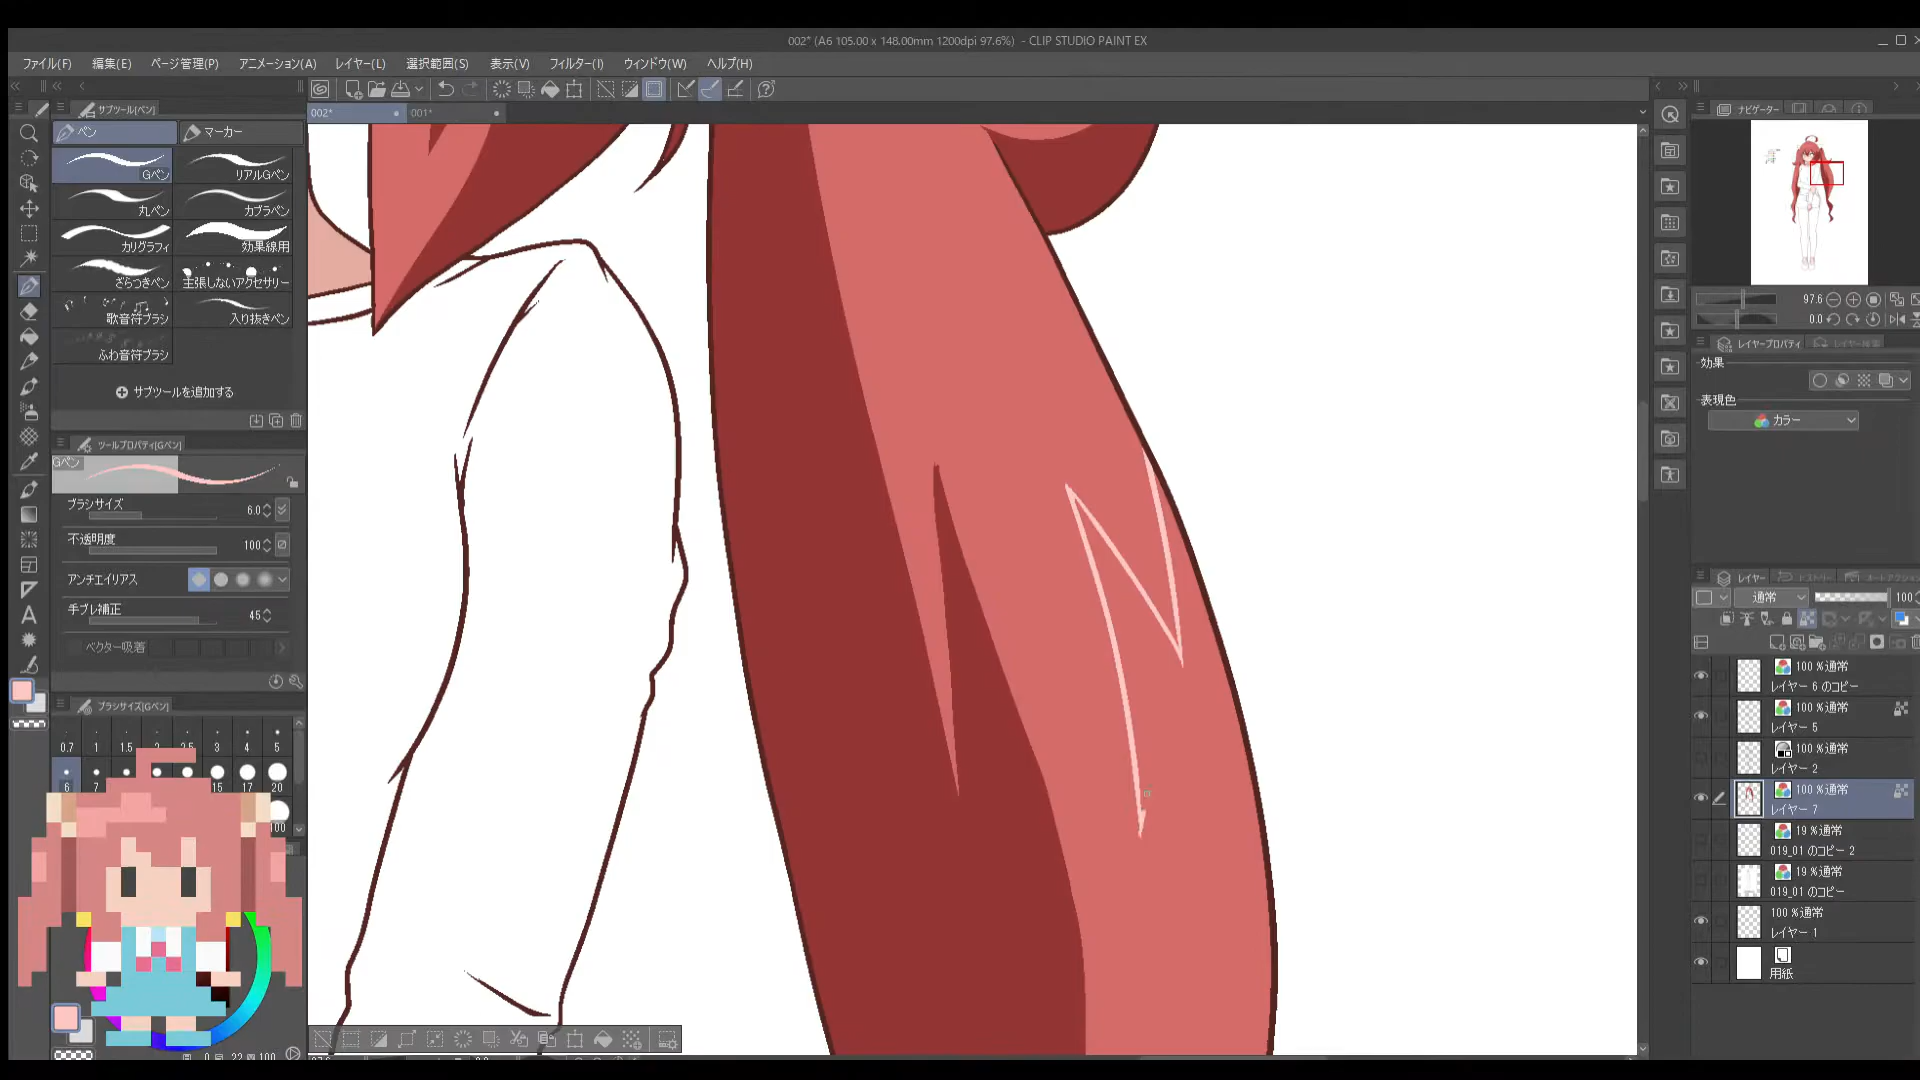 002* (A6 105.00 x 148.00mm 1200dpi 97.6%) - CLIP STUDIO PAINT EX
ファイル(F) 編集(E) ページ管理(P) アニメーション(A) レイヤー(L) 選択範囲(S) 表示(V) フィルター(I) ウィンドウ(W) ヘルプ(H)
サブツール[ペン]
002* 001*
ナビゲーター
ペン マーカー
Gペン リアルGペン
丸ペン カブラペン
カリグラフィ 効果線用
ざらつきペン 主張しないアクセサリー
歌音符ブラシ 入り抜きペン
ふわ音符ブラシ
サブツールを追加する
97.6
0.0
レイヤープロパティ
効果
表現色
カラー
ツールプロパティ[Gペン]
Gペン
ブラシサイズ 6.0
不透明度 100
アンチエイリアス
手ブレ補正 45
ベクター吸着
ブラシサイズ[Gペン]
0.7 1 1.5 2 2.5 3 4 5
6 7 15 17 20
100
レイヤー
通常 100
100 %通常
レイヤー 6 のコピー
100 %通常
レイヤー 5
100 %通常
レイヤー 2
100 %通常
レイヤー 7
19 %通常
019_01 のコピー 2
19 %通常
019_01 のコピー
100 %通常
レイヤー 1
用紙
0 22 100